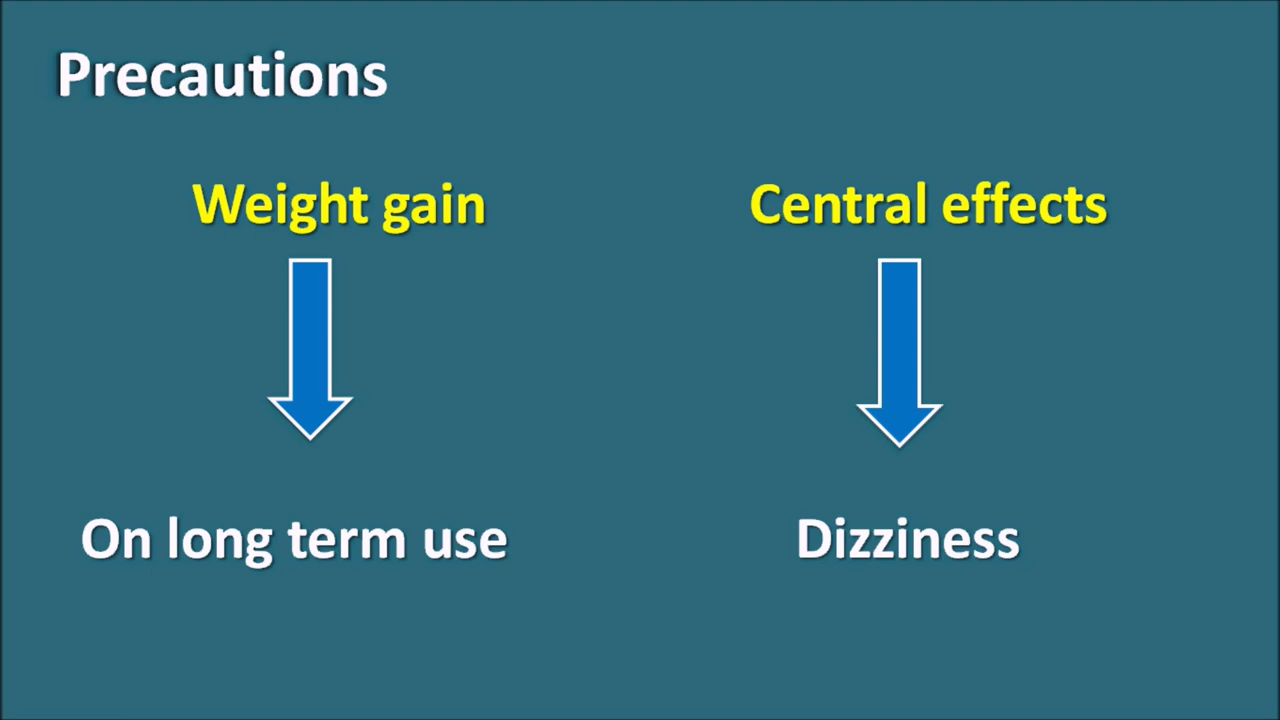 Precautions
Weight gain
Central effects
On long term use
Dizziness